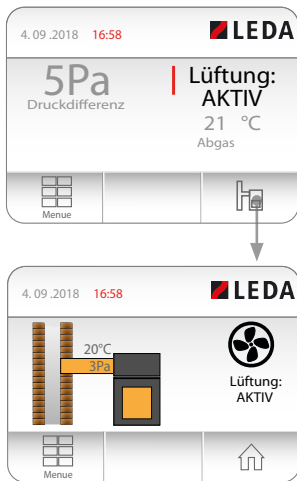 4. 09 .2018 16:58 LEDA
5Pa
Druckdifferenz
Lüftung:
AKTIV
21 °C
Abgas
Menue
4. 09 .2018 16:58 LEDA
20°C
3Pa
Lüftung:
AKTIV
Menue